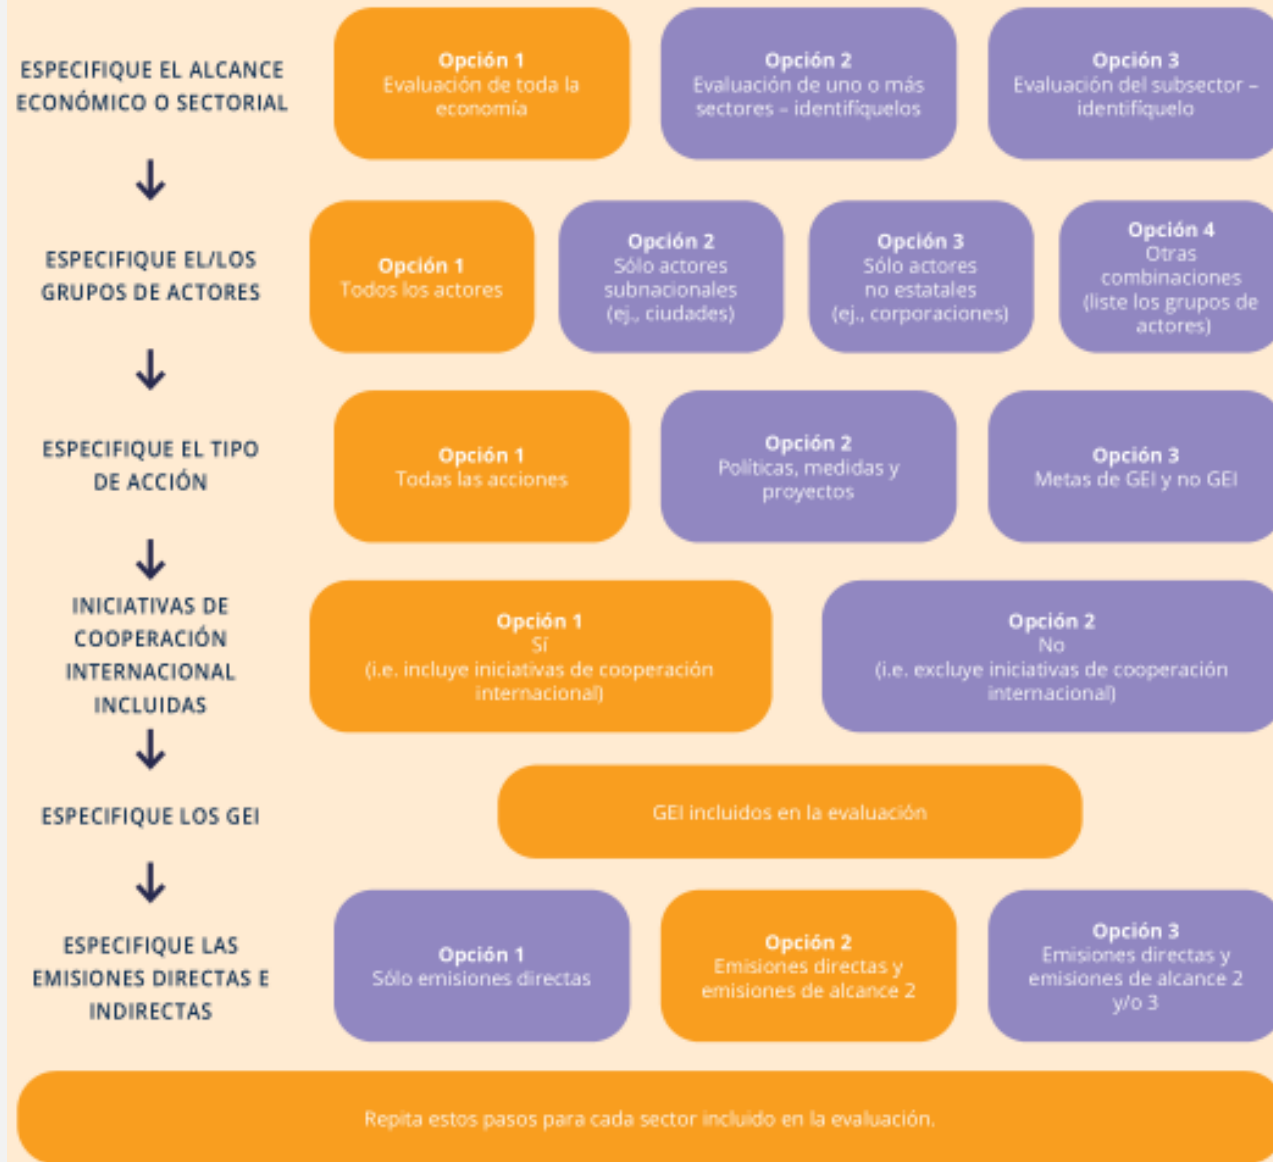 ESPECIFIQUE EL ALCANCE
ECONÓMICO O SECTORIAL
Opción 1
Evaluación de toda la
economía
Opción 2
Evaluación de uno o más
sectores – identifíquelos
Opción 3
Evaluación del subsector –
identifíquelo
ESPECIFIQUE EL/LOS
GRUPOS DE ACTORES
Opción 1
Todos los actores
Opción 2
Sólo actores
subnacionales
(ej., ciudades)
Opción 3
Sólo actores
no estatales
(ej., corporaciones)
Opción 4
Otras
combinaciones
(liste los grupos de
actores)
ESPECIFIQUE EL TIPO
DE ACCIÓN
Opción 1
Todas las acciones
Opción 2
Políticas, medidas y
proyectos
Opción 3
Metas de GEI y no GEI
INICIATIVAS DE
COOPERACIÓN
INTERNACIONAL
INCLUIDAS
Opción 1
Sí
(i.e. incluye iniciativas de cooperación
internacional)
Opción 2
No
(i.e. excluye iniciativas de cooperación
internacional)
ESPECIFIQUE LOS GEI
GEI incluidos en la evaluación
ESPECIFIQUE LAS
EMISIONES DIRECTAS E
INDIRECTAS
Opción 1
Sólo emisiones directas
Opción 2
Emisiones directas y
emisiones de alcance 2
Opción 3
Emisiones directas y
emisiones de alcance 2
y/o 3
Repita estos pasos para cada sector incluido en la evaluación.